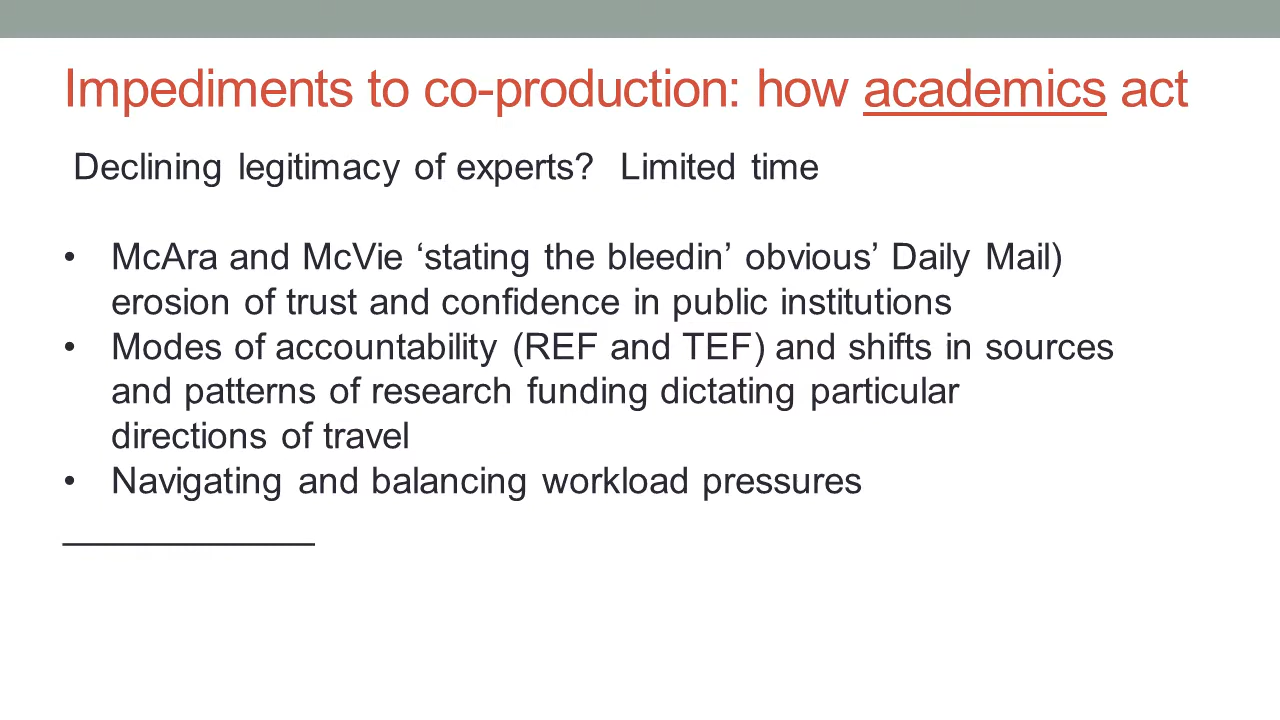 Impediments to co-production: how academics act
Declining legitimacy of experts? Limited time
• McAra and McVie ‘stating the bleedin’ obvious’ Daily Mail)
erosion of trust and confidence in public institutions
• Modes of accountability (REF and TEF) and shifts in sources
and patterns of research funding dictating particular
directions of travel
• Navigating and balancing workload pressures